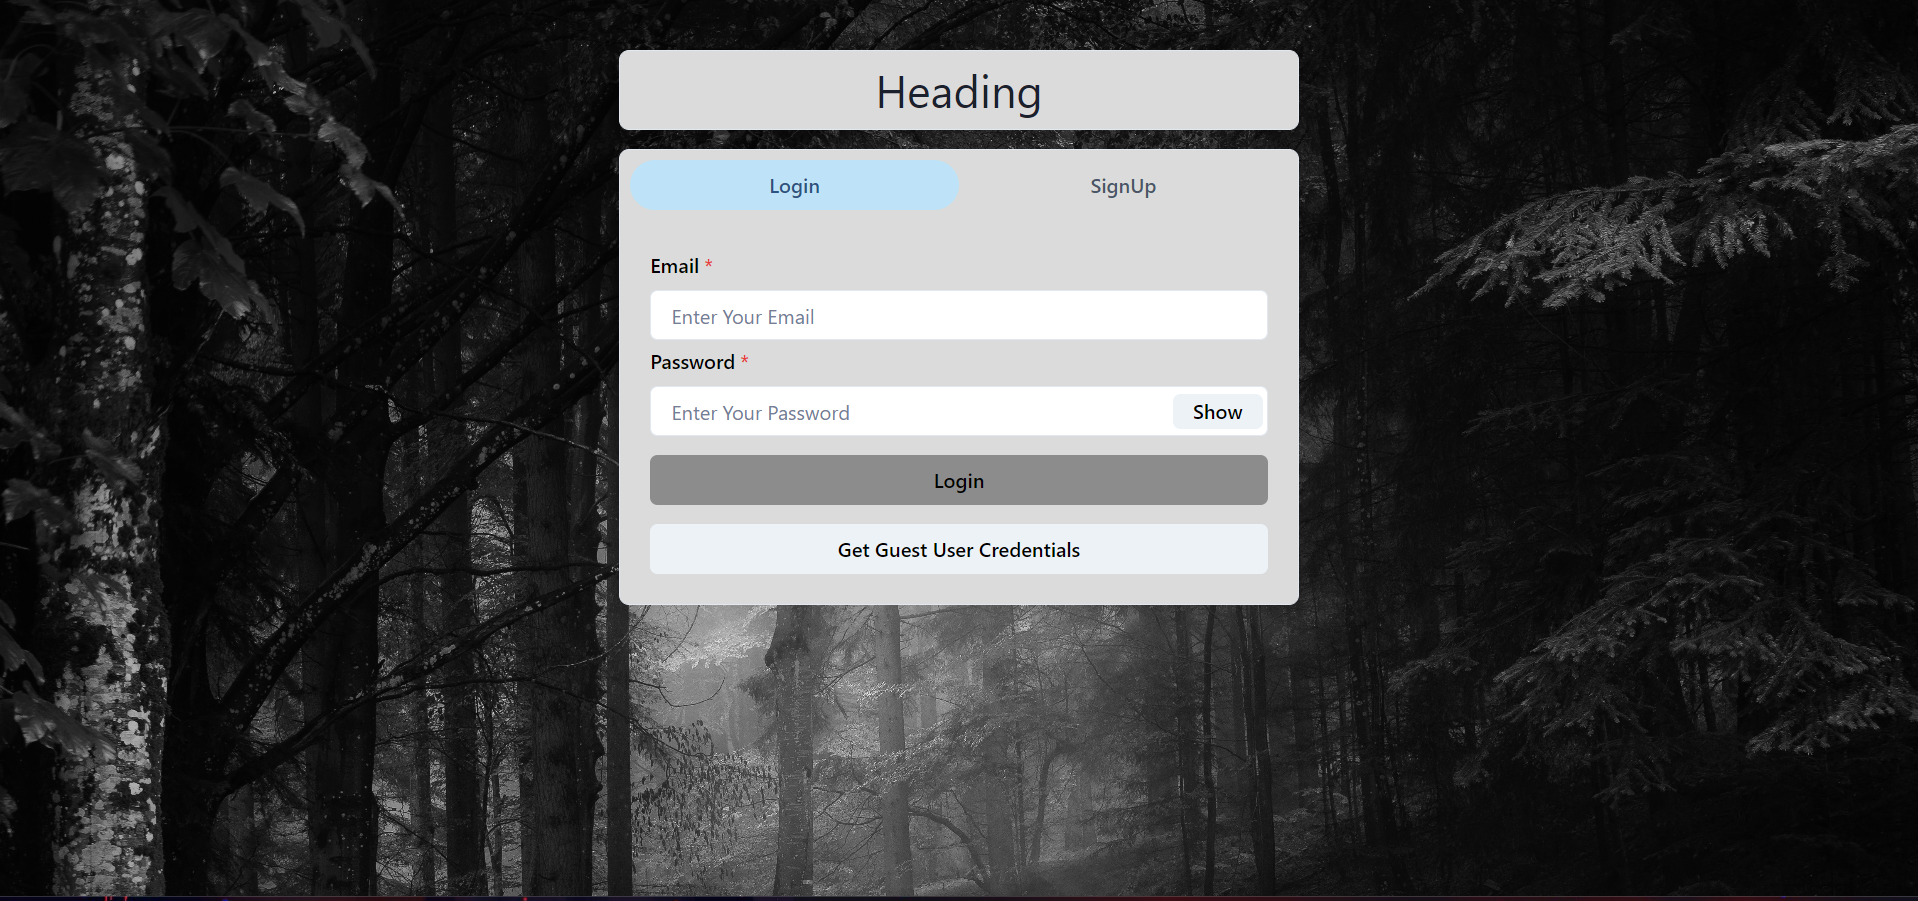 Heading
Login SignUp
Email *
Enter Your Email
Password *
Enter Your Password Show
Login
Get Guest User Credentials